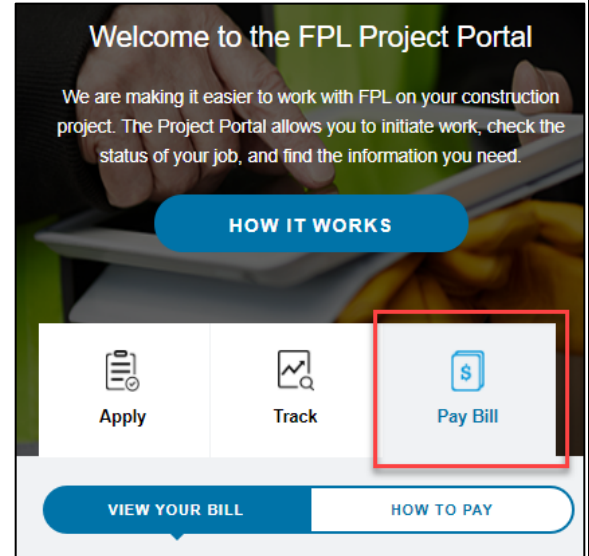 Welcome to the FPL Project Portal
We are making it easier to work with FPL on your construction
project. The Project Portal allows you to initiate work, check the
status of your job, and find the information you need.
HOW IT WORKS
$
Apply
Track
Pay Bill
VIEW YOUR BILL
HOW TO PAY